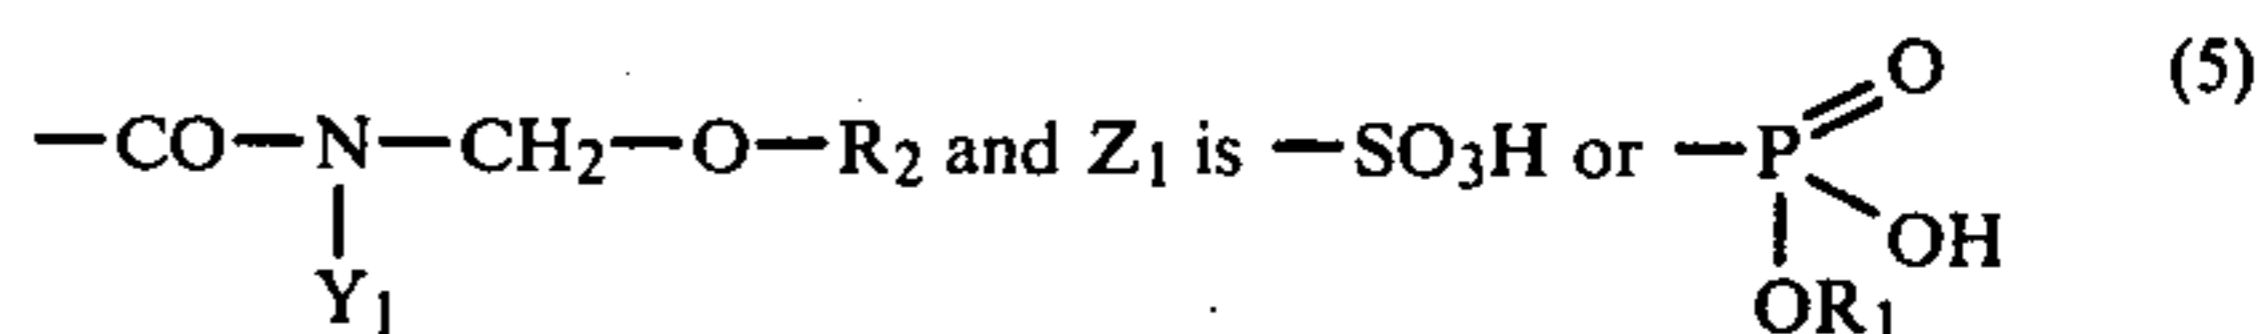 O (5)
—CO—N—CH₂—O—R₂ and Z₁ is —SO₃H or —P
OH
Y₁ OR₁